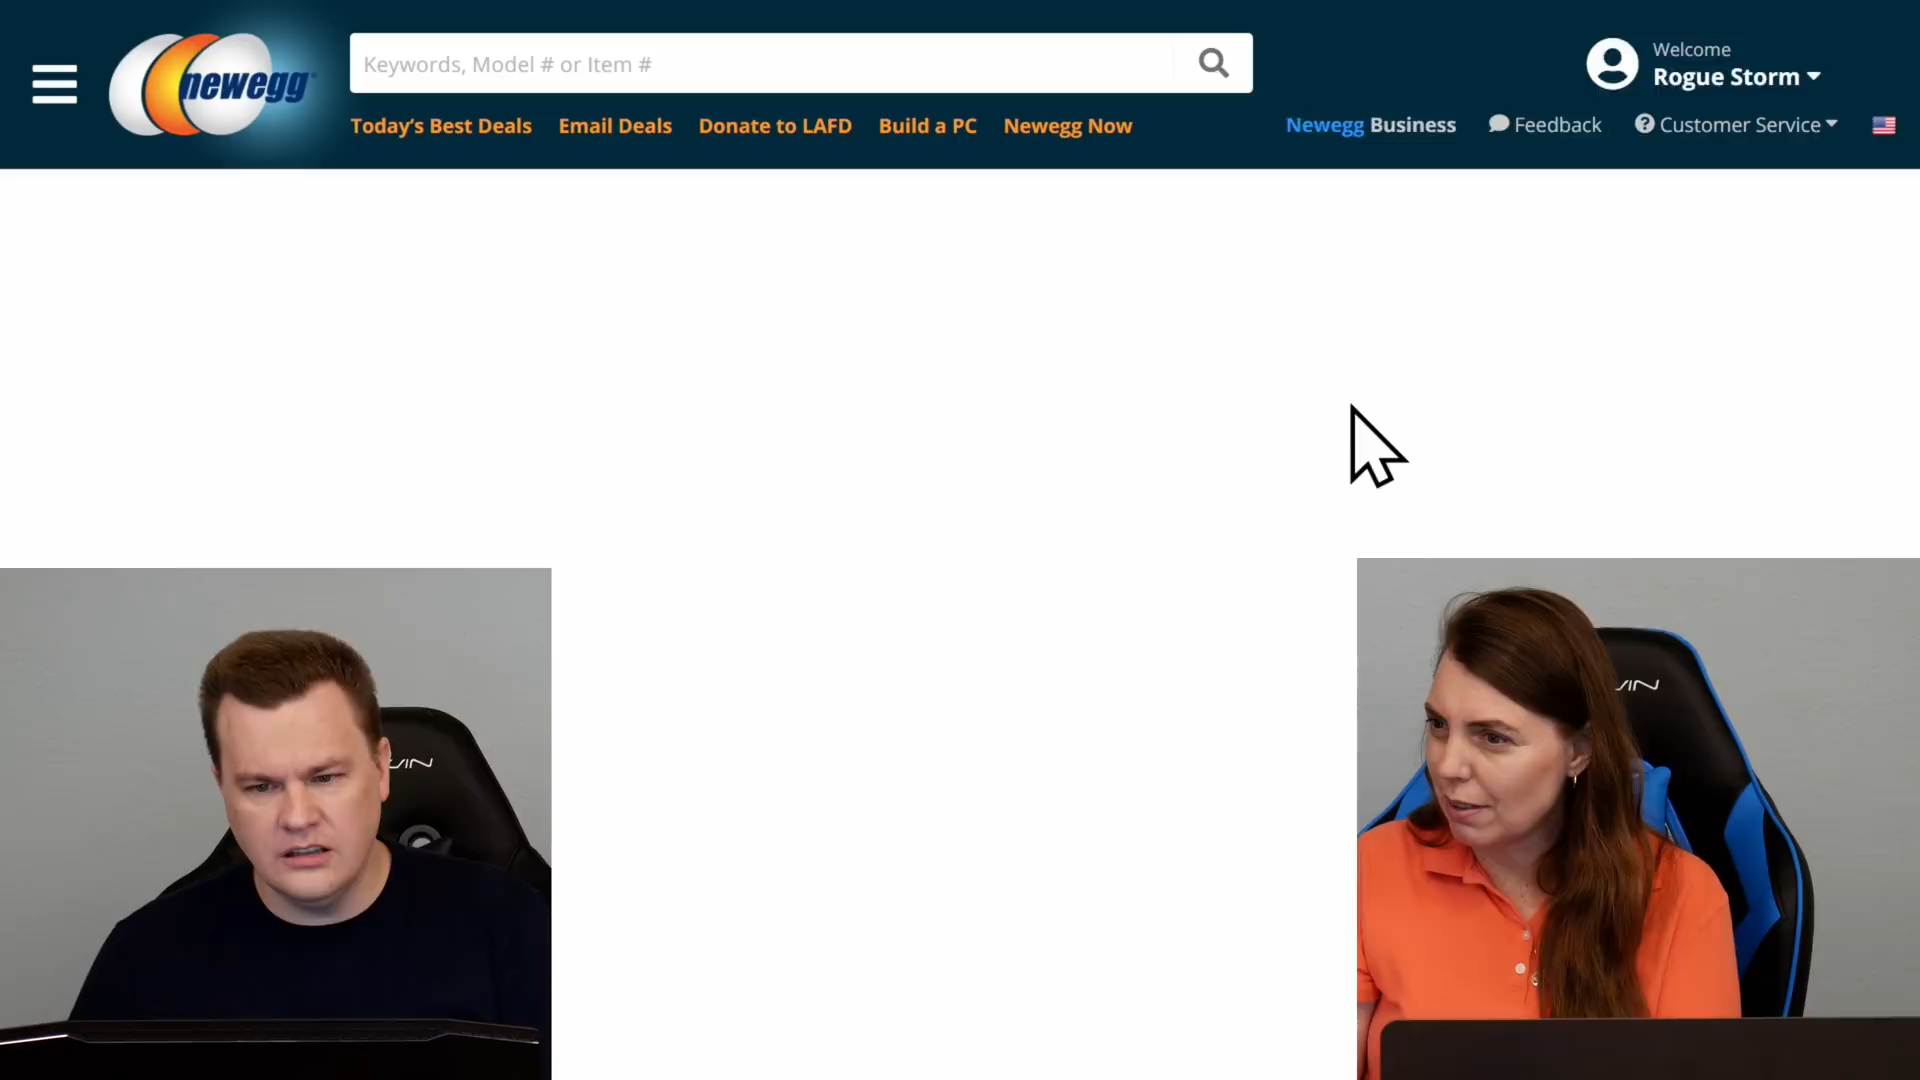 newegg
Keywords, Model # or Item #
Welcome
Rogue Storm
Today's Best Deals
Email Deals
Donate to LAFD
Build a PC
Newegg Now
Newegg Business
Feedback
Customer Service